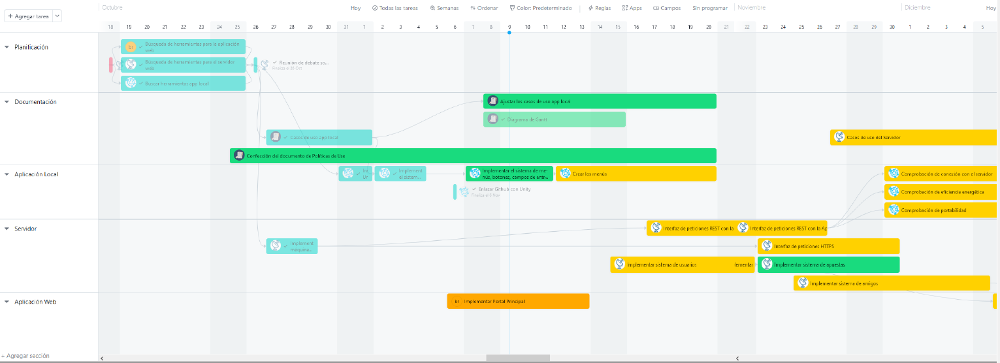 Octubre
Hoy
Todas las tareas
Semanas
Ordenar
Color: Predeterminado
Reglas
Apps
Campos
Sin programar
Noviembre
Diciembre
Hoy
+ Agregar tarea
18 19 20 21 22 23 24 25 26 27 28 29 30 31 1 2 3 4 5 6 7 8 9 10 11 12 13 14 15 16 17 18 19 20 21 22 23 24 25 26 27 28 29 30 1 2 3 4 5
Planificación
br
Búsqueda de herramientas para la aplicación
web
Búsqueda de herramientas para el servidor
web
Reunión de debate so...
Finaliza el 25 Oct
Buscar herramientas app local
Documentación
Ajustar los casos de uso app local
Diagrama de Gantt
Casos de uso app local
Casos de uso del Servidor
Confección del documento de Políticas de Uso
Aplicación Local
Ini
Ur
Implement
el sistem...
Implementar el sistema de me-
nús, botones, campos de entr...
Crear los menús
Comprobación de conexión con el servidor
Enlazar Github con Unity
Finaliza el 5 Nov
Comprobación de eficiencia energética
Comprobación de portabilidad
Servidor
Interfaz de peticiones REST con la
Interfaz de peticiones REST con la Ap
Implement
máquina...
Interfaz de peticiones HTTPS
Implementar sistema de usuarios
lementar
Implementar sistema de apuestas
Implementar sistema de amigos
Aplicación Web
br
Implementar Portal Principal
+ Agregar sección